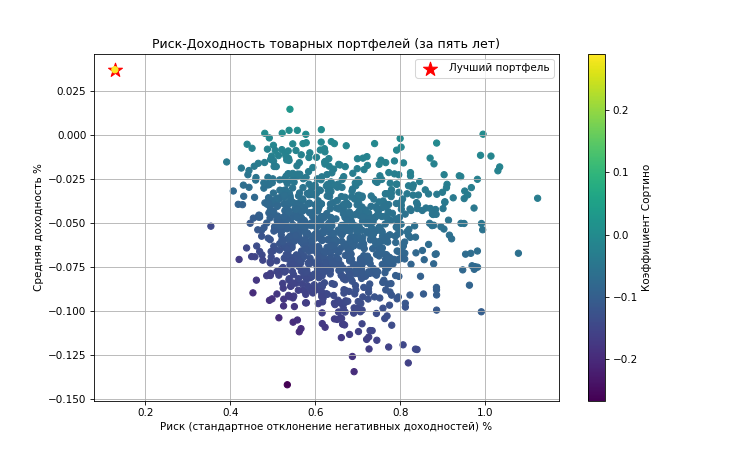 Риск-Доходность товарных портфелей (за пять лет)
Лучший портфель
Средняя доходность %
0.025
0.000
−0.025
−0.050
−0.075
−0.100
−0.125
−0.150
0.2 0.4 0.6 0.8 1.0
Риск (стандартное отклонение негативных доходностей) %
0.2
0.1
0.0
−0.1
−0.2
Коэффициент Сортино